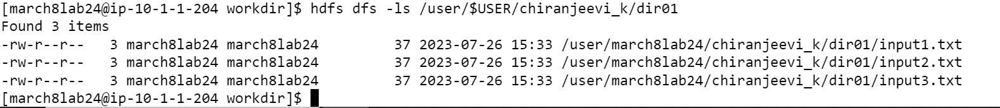 [march8lab24@ip-10-1-1-204 workdir]$ hdfs dfs -ls /user/$USER/chiranjeevi_k/dir01
Found 3 items
-rw-r--r--   3 march8lab24 march8lab24         37 2023-07-26 15:33 /user/march8lab24/chiranjeevi_k/dir01/input1.txt
-rw-r--r--   3 march8lab24 march8lab24         37 2023-07-26 15:33 /user/march8lab24/chiranjeevi_k/dir01/input2.txt
-rw-r--r--   3 march8lab24 march8lab24         37 2023-07-26 15:33 /user/march8lab24/chiranjeevi_k/dir01/input3.txt
[march8lab24@ip-10-1-1-204 workdir]$